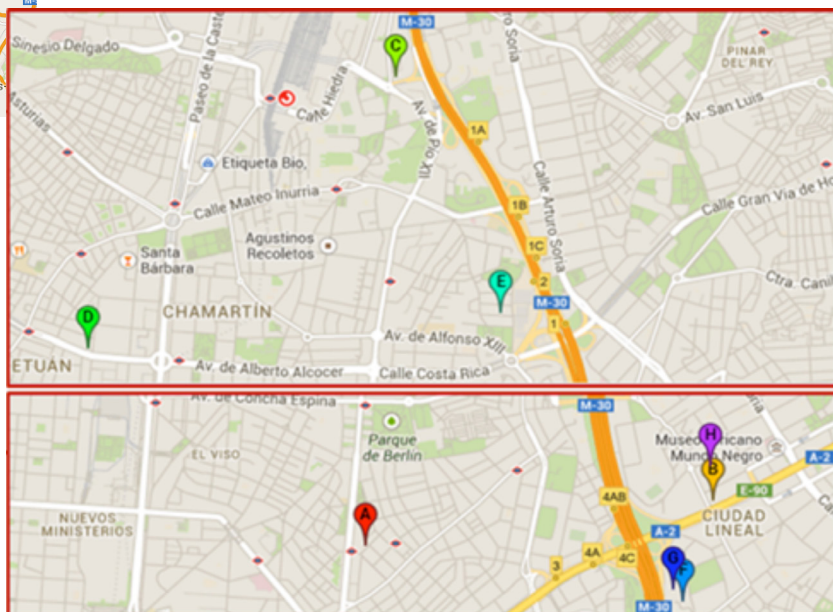 M-30
Sinesio Delgado
Paseo de la Caste
ro Soria
C
PINAR
DEL REY
Asturias
Calle Hiedra
Av. de Pío XII
Av. San Luis
1A
Etiqueta Bio,
Calle Mateo Inurria
Calle Arturo Soria
1B
Calle Gran Vía de Ho
Santa
Bárbara
Agustinos
Recoletos
1C
2
E
M-30
Ctra. Canil
CHAMARTÍN
D
1
Av. de Alfonso XIII
ETUÁN
Av. de Alberto Alcocer
Calle Costa Rica
Av. de Concha Espina
M-30
Parque
de Berlín
EL VISO
H
Museo
ricano
Mundo Negro
B
A-2
E-90
4AB
CIUDAD
LINEAL
NUEVOS
MINISTERIOS
A
A-2
4A
4C
3
G
F
M-30